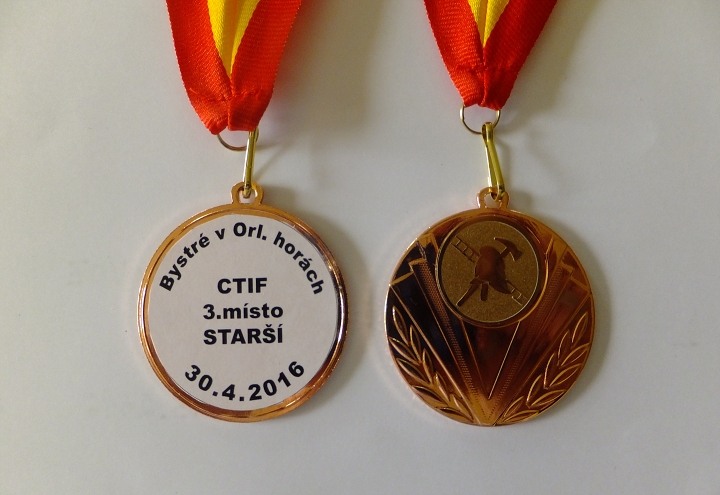 Bystré v Orl. horách
CTIF
3.místo
STARŠÍ
30.4.2016